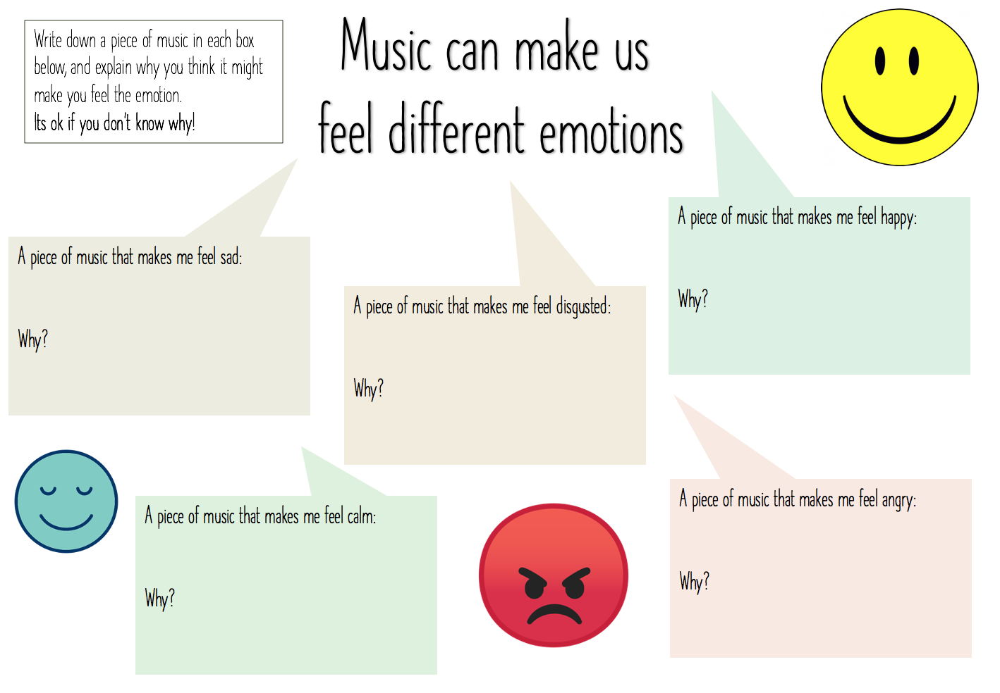 Write down a piece of music in each box
below, and explain why you think it might
make you feel the emotion.
Its ok if you don't know why!
Music can make us
feel different emotions
A piece of music that makes me feel sad:
Why?
A piece of music that makes me feel disgusted:
Why?
A piece of music that makes me feel happy:
Why?
A piece of music that makes me feel calm:
Why?
A piece of music that makes me feel angry:
Why?